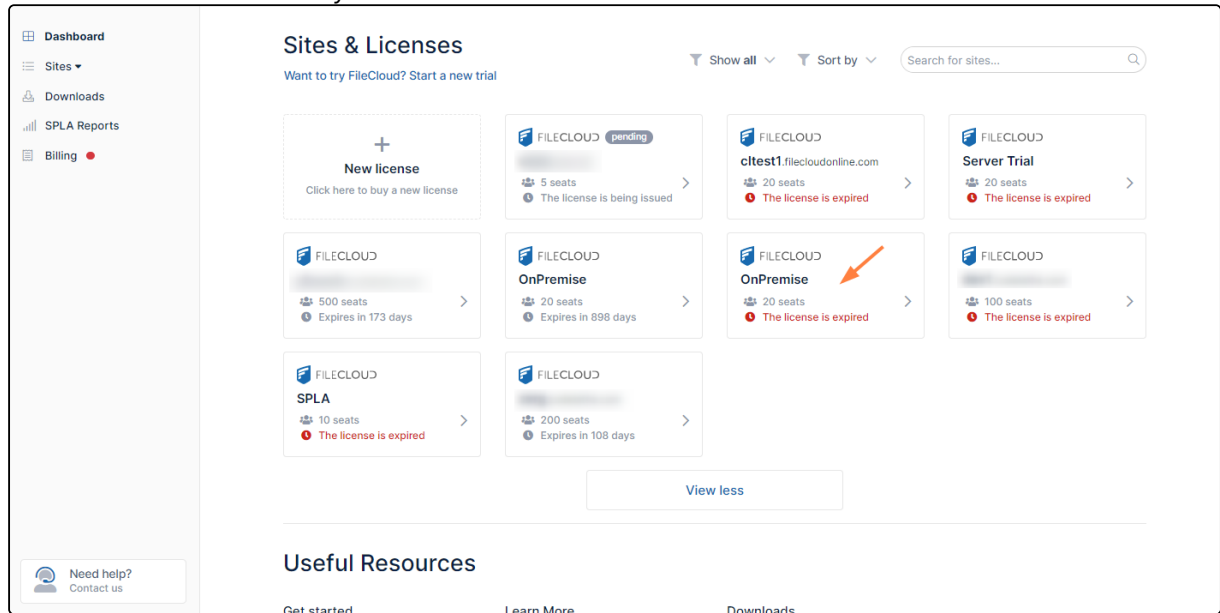 Dashboard
Sites
Downloads
SPLA Reports
Billing
Need help?
Contact us
Sites & Licenses
Want to try FileCloud? Start a new trial
Show all
Sort by
Search for sites...
New license
Click here to buy a new license
FILECLOUD pending
5 seats
The license is being issued
FILECLOUD
cltest1.filecloudonline.com
20 seats
The license is expired
FILECLOUD
Server Trial
20 seats
The license is expired
FILECLOUD
500 seats
Expires in 173 days
FILECLOUD
OnPremise
20 seats
Expires in 898 days
FILECLOUD
OnPremise
20 seats
The license is expired
FILECLOUD
100 seats
The license is expired
FILECLOUD
SPLA
10 seats
The license is expired
FILECLOUD
200 seats
Expires in 108 days
View less
Useful Resources
Get started
Learn More
Downloads